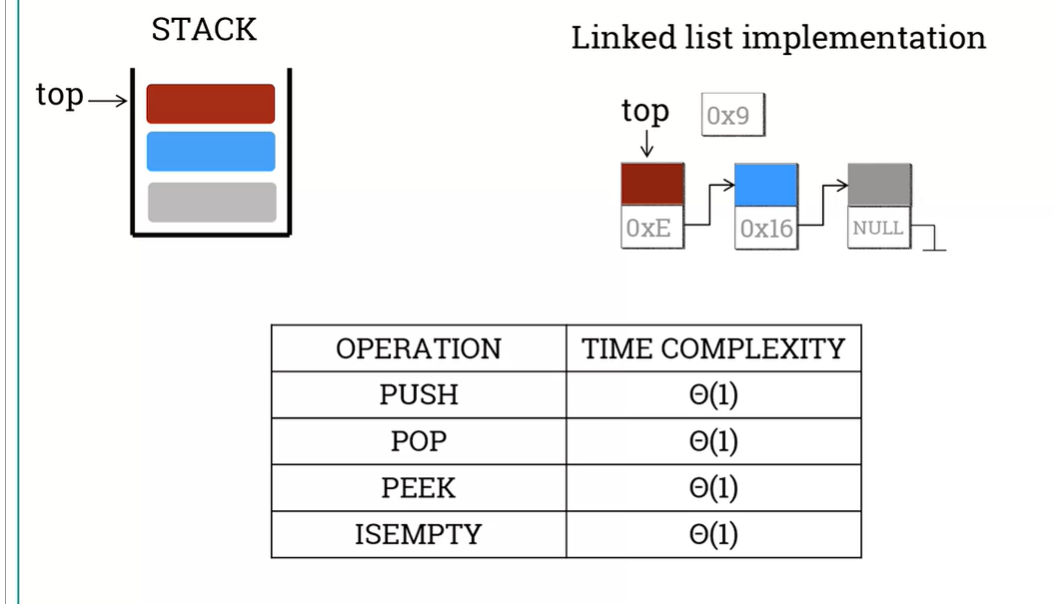 STACK
top
Linked list implementation
top
0x9
0xE
0x16
NULL
OPERATION TIME COMPLEXITY
PUSH Θ(1)
POP Θ(1)
PEEK Θ(1)
ISEMPTY Θ(1)